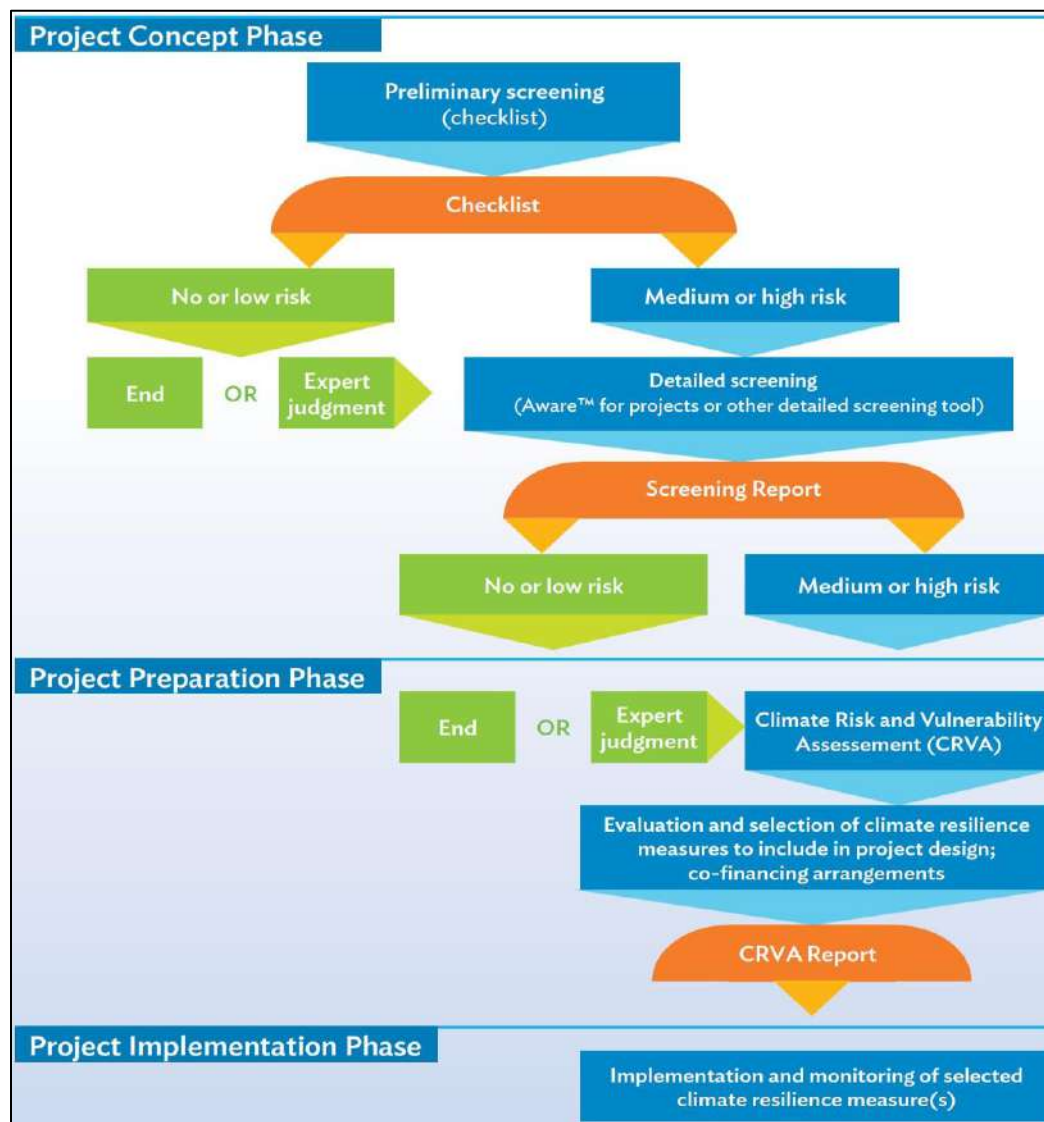 Project Concept Phase
Preliminary screening
(checklist)
Checklist
No or low risk
Medium or high risk
End
OR
Expert
judgment
Detailed screening
(Aware™ for projects or other detailed screening tool)
Screening Report
No or low risk
Medium or high risk
Project Preparation Phase
End
OR
Expert
judgment
Climate Risk and Vulnerability
Assessement (CRVA)
Evaluation and selection of climate resilience
measures to include in project design;
co-financing arrangements
CRVA Report
Project Implementation Phase
Implementation and monitoring of selected
climate resilience measure(s)